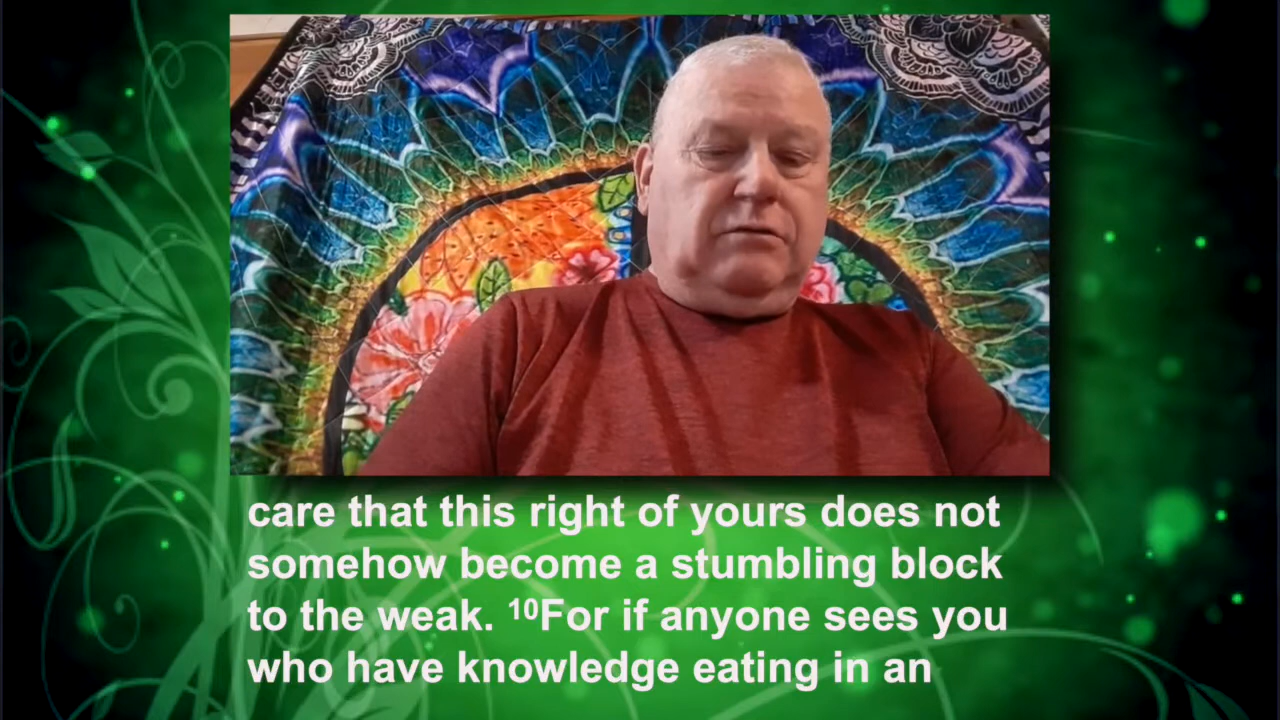 care that this right of yours does not
somehow become a stumbling block
to the weak. ¹⁰For if anyone sees you
who have knowledge eating in an